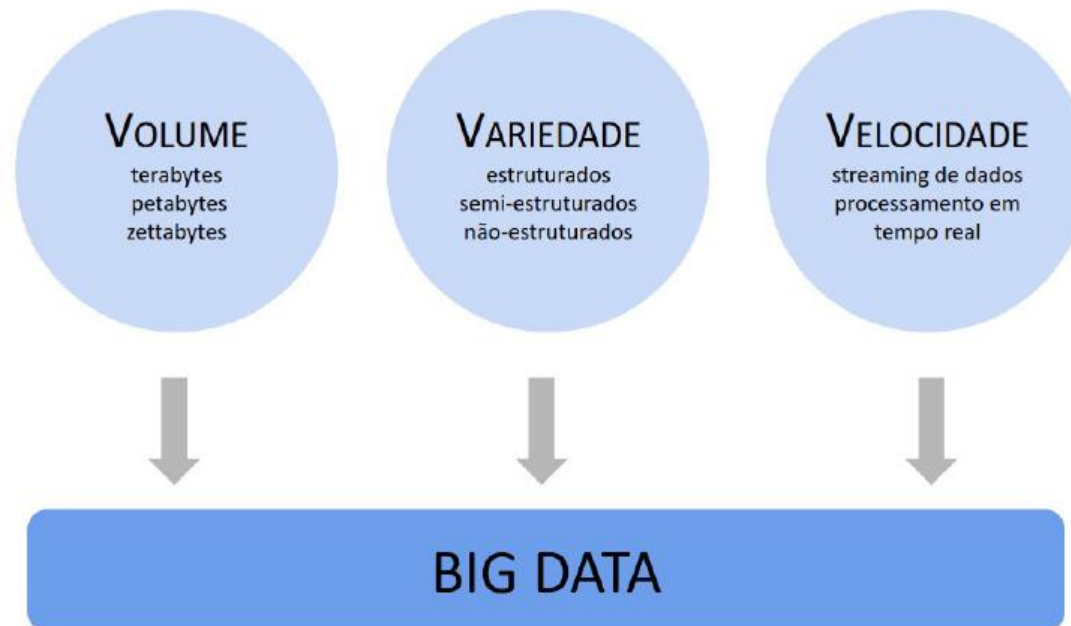 VOLUME
terabytes
petabytes
zettabytes
VARIEDADE
estruturados
semi-estruturados
não-estruturados
VELOCIDADE
streaming de dados
processamento em
tempo real
BIG DATA